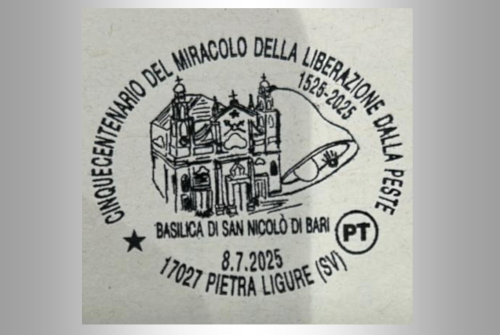 CINQUECENTENARIO DEL MIRACOLO DELLA LIBERAZIONE DALLA PESTE
1525-2025
BASILICA DI SAN NICOLÒ DI BARI
PT
8.7.2025
17027 PIETRA LIGURE (SV)